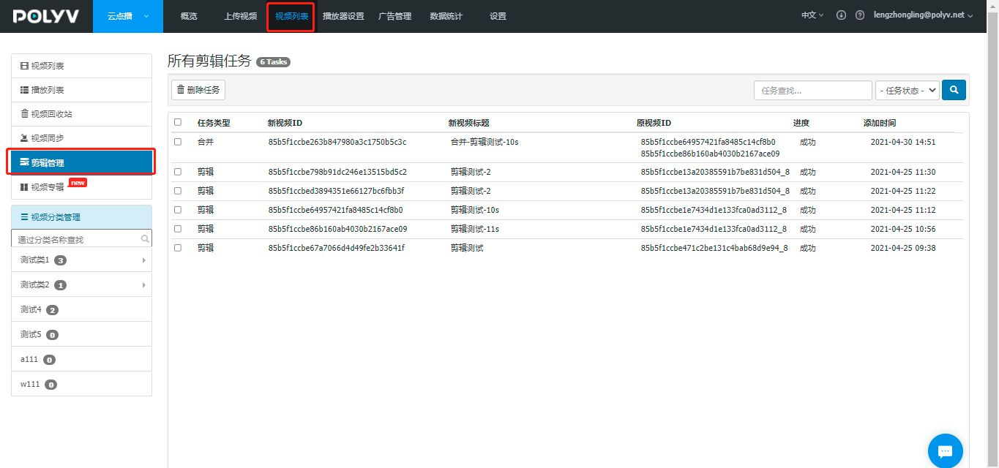 POLYV 云点播 概览 上传视频 视频列表 播放器设置 广告管理 数据统计 设置 中文 lengzhongling@polyv.net
视频列表
播放列表
视频回收站
视频同步
剪辑管理
视频专辑 new
视频分类管理
通过分类名称查找
测试类1 3
测试类2 1
测试4 2
测试5 0
a111 0
w111 0
所有剪辑任务 6 Tasks
删除任务 任务查找... - 任务状态 -
任务类型 新视频ID 新视频标题 原视频ID 进度 添加时间
合并 85b5f1ccbe263b847980a3c1750b5c3c 合并-剪辑测试-10s 85b5f1ccbe64957421fa8485c14cf8b0 成功 2021-04-30 14:51
85b5f1ccbe86b160ab4030b2167ace09
剪辑 85b5f1ccbe798b91dc246e13515bd5c2 剪辑测试-2 85b5f1ccbe13a20385591b7be831d504_8 成功 2021-04-25 11:30
剪辑 85b5f1ccbed3894351e66127bc6fbb3f 剪辑测试-2 85b5f1ccbe13a20385591b7be831d504_8 成功 2021-04-25 11:22
剪辑 85b5f1ccbe64957421fa8485c14cf8b0 剪辑测试-10s 85b5f1ccbe1e7434d1e133fca0ad3112_8 成功 2021-04-25 11:12
剪辑 85b5f1ccbe86b160ab4030b2167ace09 剪辑测试-11s 85b5f1ccbe1e7434d1e133fca0ad3112_8 成功 2021-04-25 10:56
剪辑 85b5f1ccbe67a7066d4d49fe2b33641f 剪辑测试 85b5f1ccbe471c2be131c4bab68d9e94_8 成功 2021-04-25 09:38